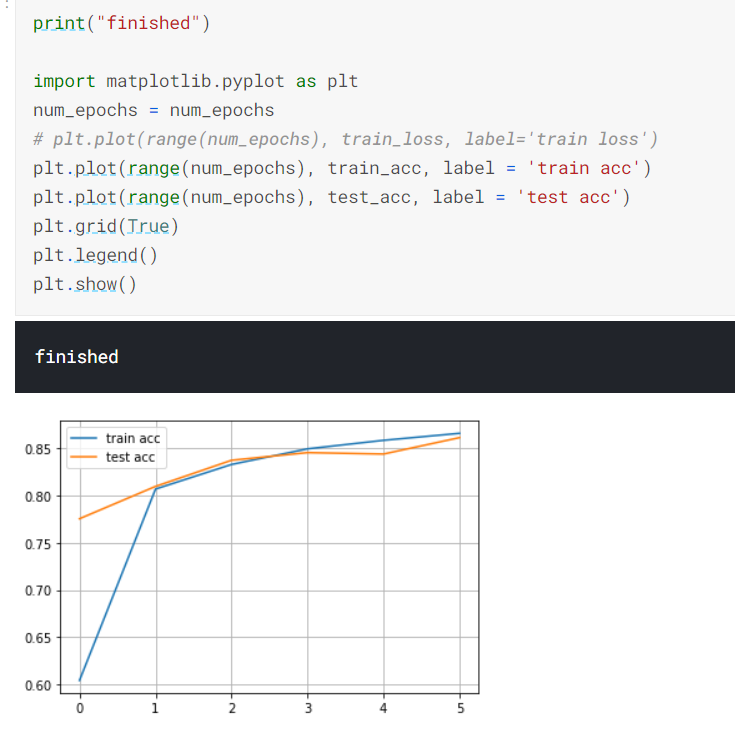 print("finished")
import matplotlib.pyplot as plt
num_epochs = num_epochs
# plt.plot(range(num_epochs), train_loss, label='train loss')
plt.plot(range(num_epochs), train_acc, label = 'train acc')
plt.plot(range(num_epochs), test_acc, label = 'test acc')
plt.grid(True)
plt.legend()
plt.show()
finished
train acc
test acc
0.85
0.80
0.75
0.70
0.65
0.60
0 1 2 3 4 5